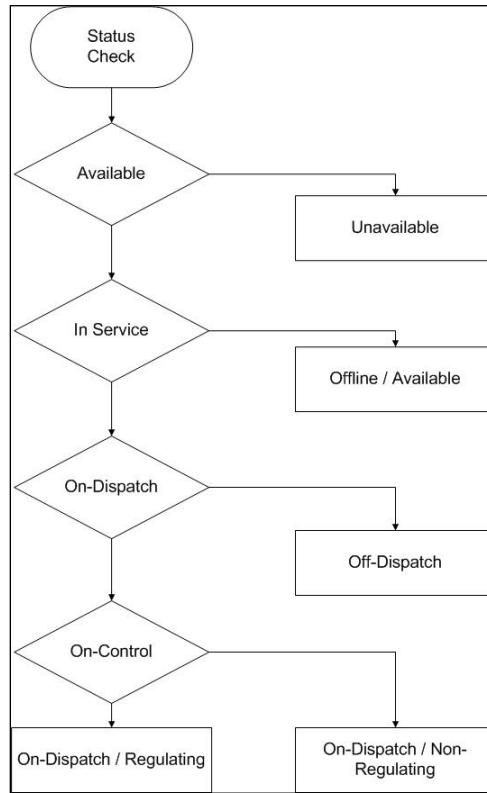 Status
Check
Available
Unavailable
In Service
Offline / Available
On-Dispatch
Off-Dispatch
On-Control
On-Dispatch / Regulating
On-Dispatch / Non-
Regulating